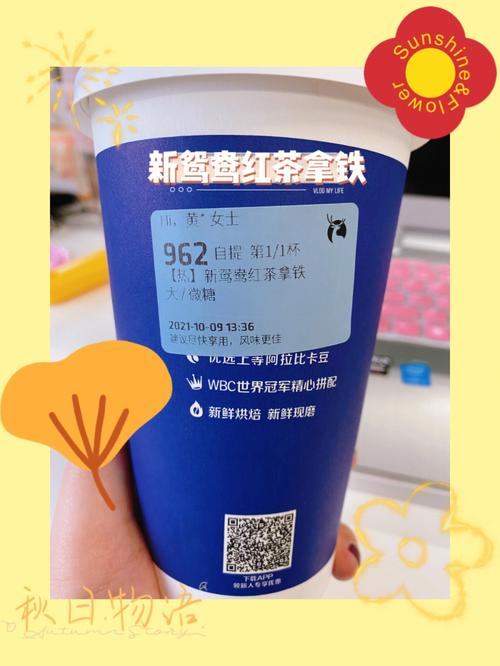 Sunshine&Flower
新鸳鸯红茶拿铁
VLOG MY LIFE
Hi, 黄* 女士
962 自提 第1/1杯
【热】新鸳鸯红茶拿铁
大 / 微糖
2021-10-09 13:36
建议尽快享用，风味更佳
优选上等阿拉比卡豆
WBC世界冠军精心拼配
新鲜烘焙 新鲜现磨
下载APP
领新人专享优惠
秋日物语
Autumn Story